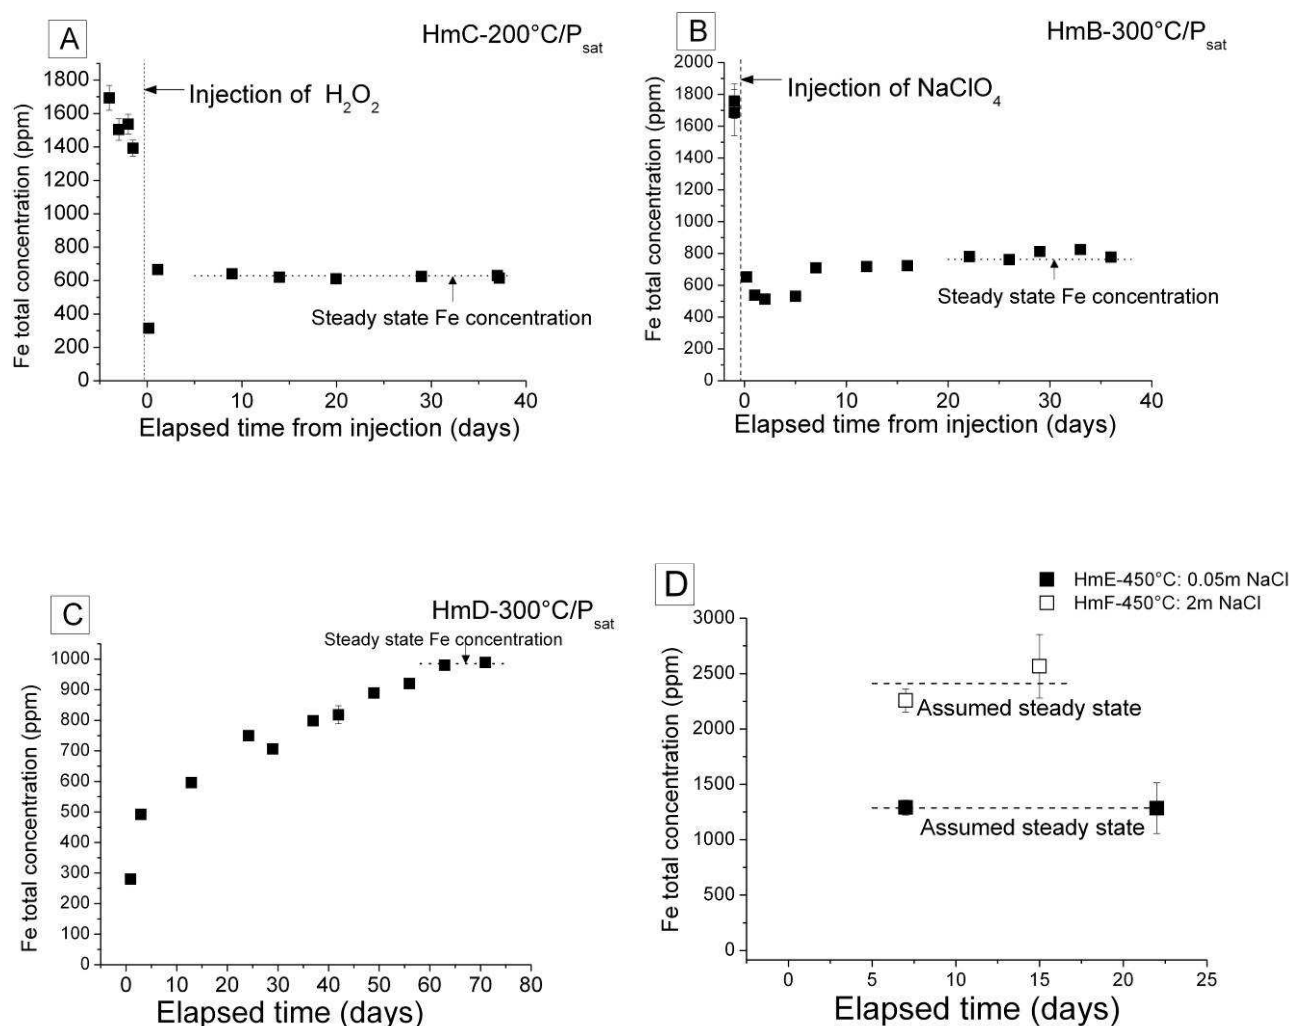 A
HmC-200°C/Psat
Injection of H2O2
Fe total concentration (ppm)
1800
1600
1400
1200
1000
800
600
400
200
0
Steady state Fe concentration
0 10 20 30 40
Elapsed time from injection (days)
B
HmB-300°C/Psat
Injection of NaClO4
Fe total concentration (ppm)
2000
1800
1600
1400
1200
1000
800
600
400
200
0
Steady state Fe concentration
0 10 20 30 40
Elapsed time from injection (days)
C
HmD-300°C/Psat
Steady state Fe concentration
Fe total concentration (ppm)
1000
900
800
700
600
500
400
300
200
100
0
0 10 20 30 40 50 60 70 80
Elapsed time (days)
D
HmE-450°C: 0.05m NaCl
HmF-450°C: 2m NaCl
Fe total concentration (ppm)
3000
2500
2000
1500
1000
500
0
Assumed steady state
Assumed steady state
0 5 10 15 20 25
Elapsed time (days)